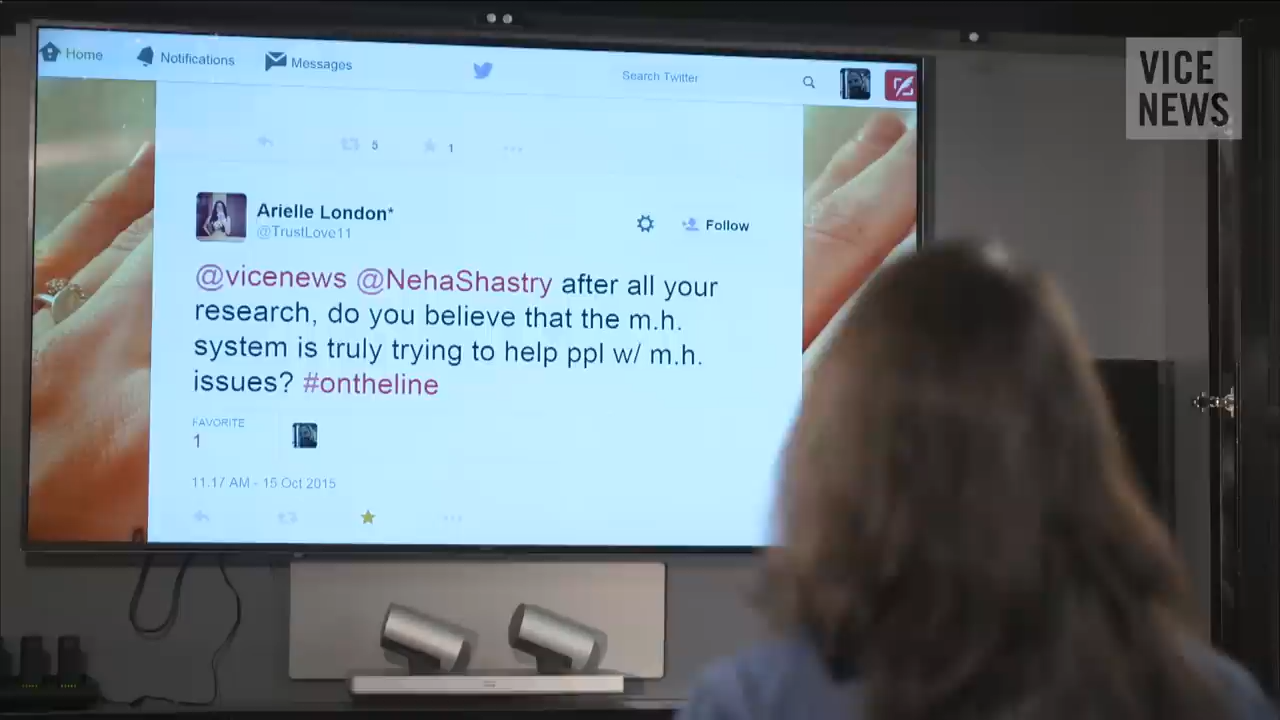 Home Notifications Messages Search Twitter
VICE
NEWS
5 1
Arielle London*
@TrustLove11
Follow
@vicenews @NehaShastry after all your
research, do you believe that the m.h.
system is truly trying to help ppl w/ m.h.
issues? #ontheline
FAVORITE
1
11:17 AM - 15 Oct 2015